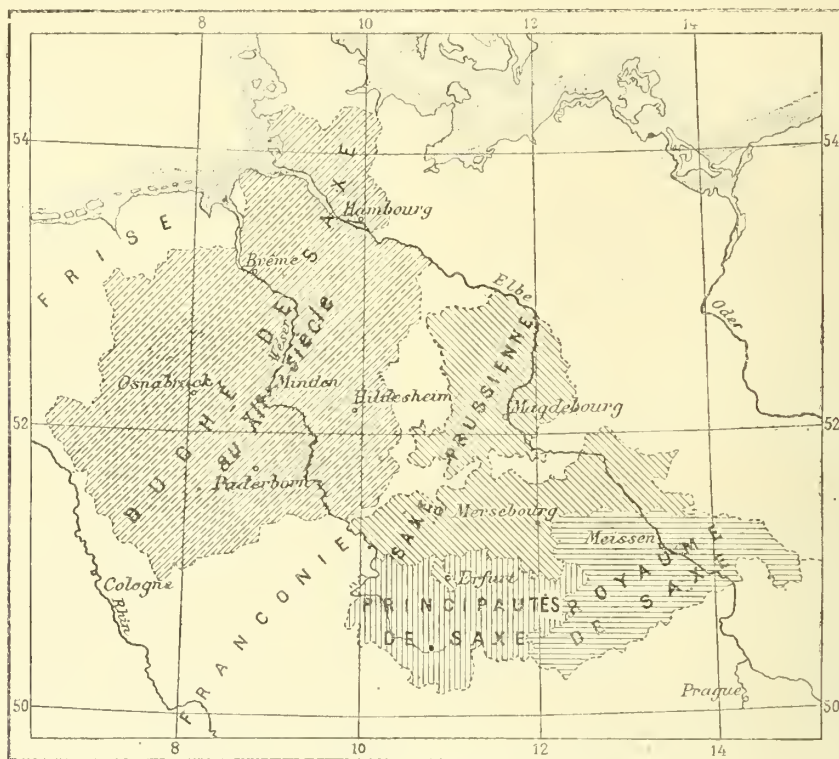 8 10 12 14
54 54
FRISE
DUCHÉ DE SAXE
au XIe siècle
Hambourg
Brême
Elbe
Oder
Véser
SAXE PRUSSIENNE
Osnabrück
Minden
Hildesheim
Magdebourg
52 52
Paderborn
Mersebourg
Meissen
ROYAUME
DE SAXE
Cologne
Rhin
FRANCONIE
Erfurt
PRINCIPAUTÉS
DE SAXE
Prague
50 50
8 10 12 14